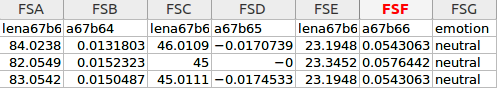 FSA FSB FSC FSD FSE FSF FSG
lena67b6 a67b64 lena67b6 a67b65 lena67b6 a67b66 emotion
84.0238 0.0131803 46.0109 −0.0170739 23.1948 0.0543063 neutral
82.0549 0.0152323 45 −0 23.3452 0.0576442 neutral
83.0542 0.0150487 45.0111 −0.0174533 23.1948 0.0543063 neutral